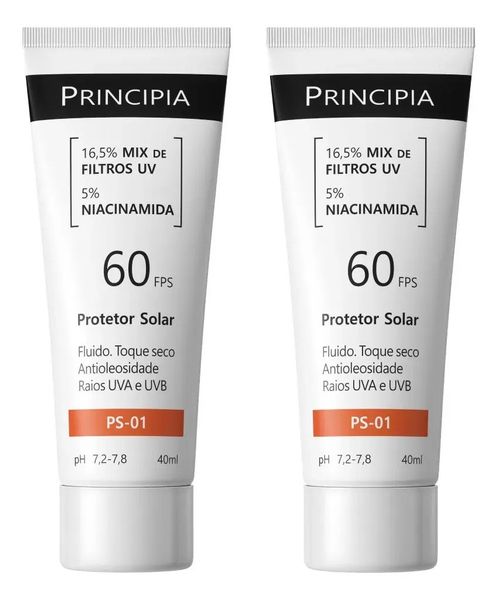 PRINCIPIA
16,5% MIX DE
FILTROS UV
5%
NIACINAMIDA
60 FPS
Protetor Solar
Fluido. Toque seco
Antioleosidade
Raios UVA e UVB
PS-01
pH 7,2-7,8 40ml
PRINCIPIA
16,5% MIX DE
FILTROS UV
5%
NIACINAMIDA
60 FPS
Protetor Solar
Fluido. Toque seco
Antioleosidade
Raios UVA e UVB
PS-01
pH 7,2-7,8 40ml